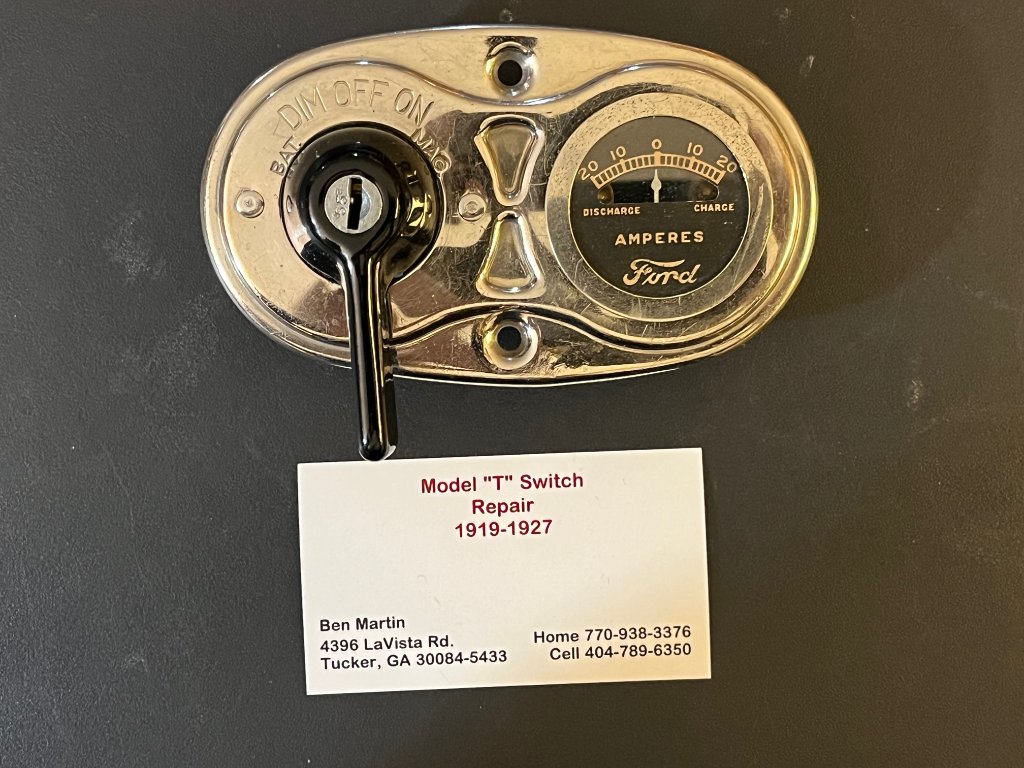 DIM OFF ON
BAT. MAG
55
20 10 0 10 20
DISCHARGE CHARGE
AMPERES
Ford
Model "T" Switch
Repair
1919-1927
Ben Martin
4396 LaVista Rd.
Tucker, GA 30084-5433
Home 770-938-3376
Cell 404-789-6350